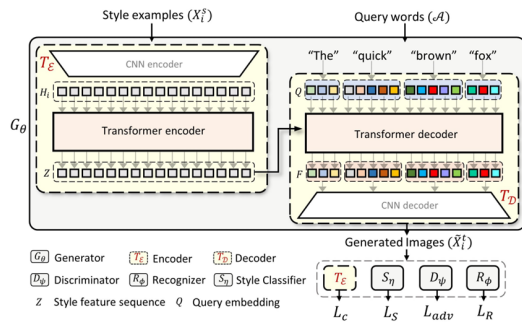 Style examples (X_i^s)
Query words (𝒜)
T_ℰ
CNN encoder
H_i
Transformer encoder
Z
G_θ
"The" "quick" "brown" "fox"
Q
Transformer decoder
F
T_𝒟
CNN decoder
Generated Images (X̃_i^t)
G_θ Generator T_ℰ Encoder T_𝒟 Decoder
D_ψ Discriminator R_ϕ Recognizer S_η Style Classifier
Z Style feature sequence Q Query embedding
T_ℰ S_η D_ψ R_ϕ
L_c L_S L_adv L_R